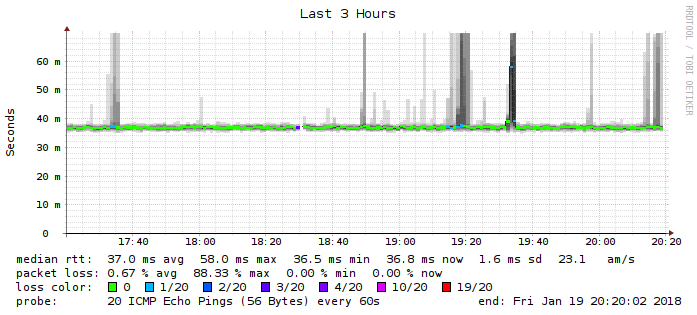 Last 3 Hours
RRDTOOL / TOBI OETIKER
Seconds
60 m
50 m
40 m
30 m
20 m
10 m
0
17:40 18:00 18:20 18:40 19:00 19:20 19:40 20:00 20:20
median rtt: 37.0 ms avg 58.0 ms max 36.5 ms min 36.8 ms now 1.6 ms sd 23.1 am/s
packet loss: 0.67 % avg 88.33 % max 0.00 % min 0.00 % now
loss color: 0 1/20 2/20 3/20 4/20 10/20 19/20
probe: 20 ICMP Echo Pings (56 Bytes) every 60s end: Fri Jan 19 20:20:02 2018